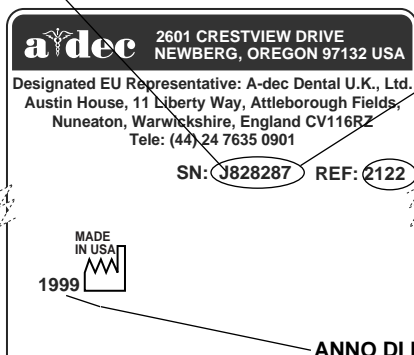 a dec
2601 CRESTVIEW DRIVE
NEWBERG, OREGON 97132 USA
Designated EU Representative: A-dec Dental U.K., Ltd.
Austin House, 11 Liberty Way, Attleborough Fields,
Nuneaton, Warwickshire, England CV116RZ
Tele: (44) 24 7635 0901
SN: J828287 REF: 2122
MADE
IN USA
1999
ANNO DI